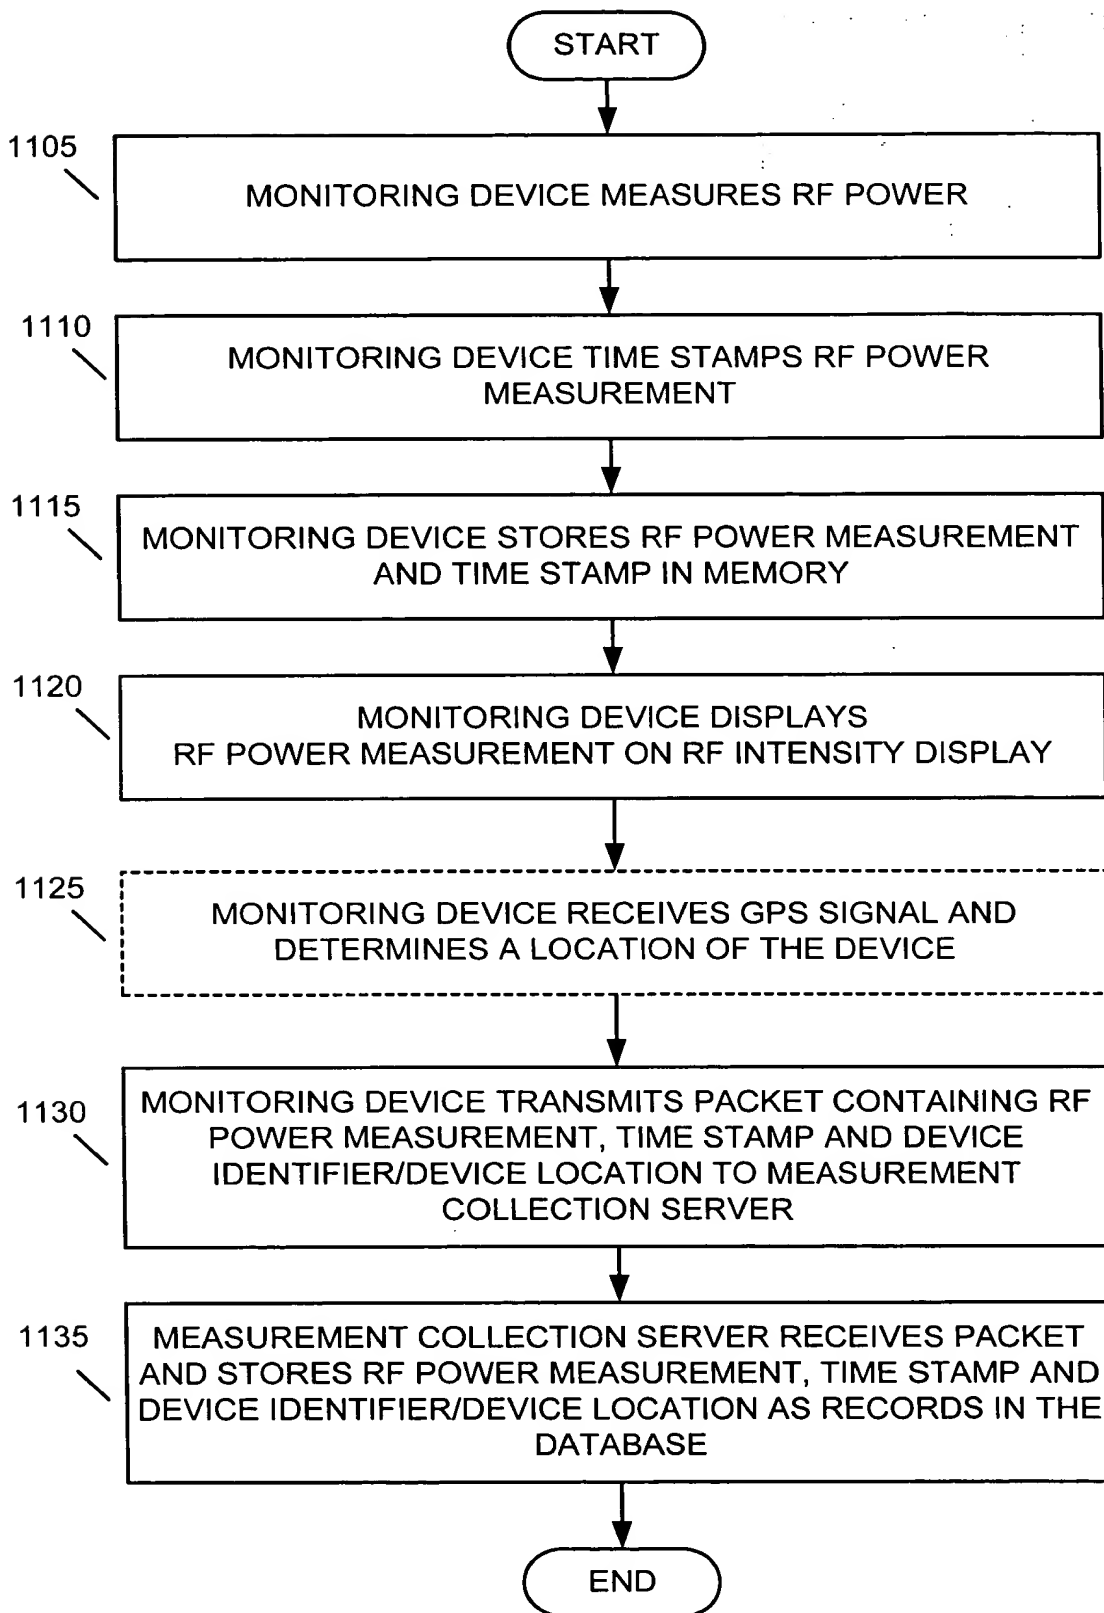 START
1105
MONITORING DEVICE MEASURES RF POWER
1110
MONITORING DEVICE TIME STAMPS RF POWER
MEASUREMENT
1115
MONITORING DEVICE STORES RF POWER MEASUREMENT
AND TIME STAMP IN MEMORY
1120
MONITORING DEVICE DISPLAYS
RF POWER MEASUREMENT ON RF INTENSITY DISPLAY
1125
MONITORING DEVICE RECEIVES GPS SIGNAL AND
DETERMINES A LOCATION OF THE DEVICE
1130
MONITORING DEVICE TRANSMITS PACKET CONTAINING RF
POWER MEASUREMENT, TIME STAMP AND DEVICE
IDENTIFIER/DEVICE LOCATION TO MEASUREMENT
COLLECTION SERVER
1135
MEASUREMENT COLLECTION SERVER RECEIVES PACKET
AND STORES RF POWER MEASUREMENT, TIME STAMP AND
DEVICE IDENTIFIER/DEVICE LOCATION AS RECORDS IN THE
DATABASE
END